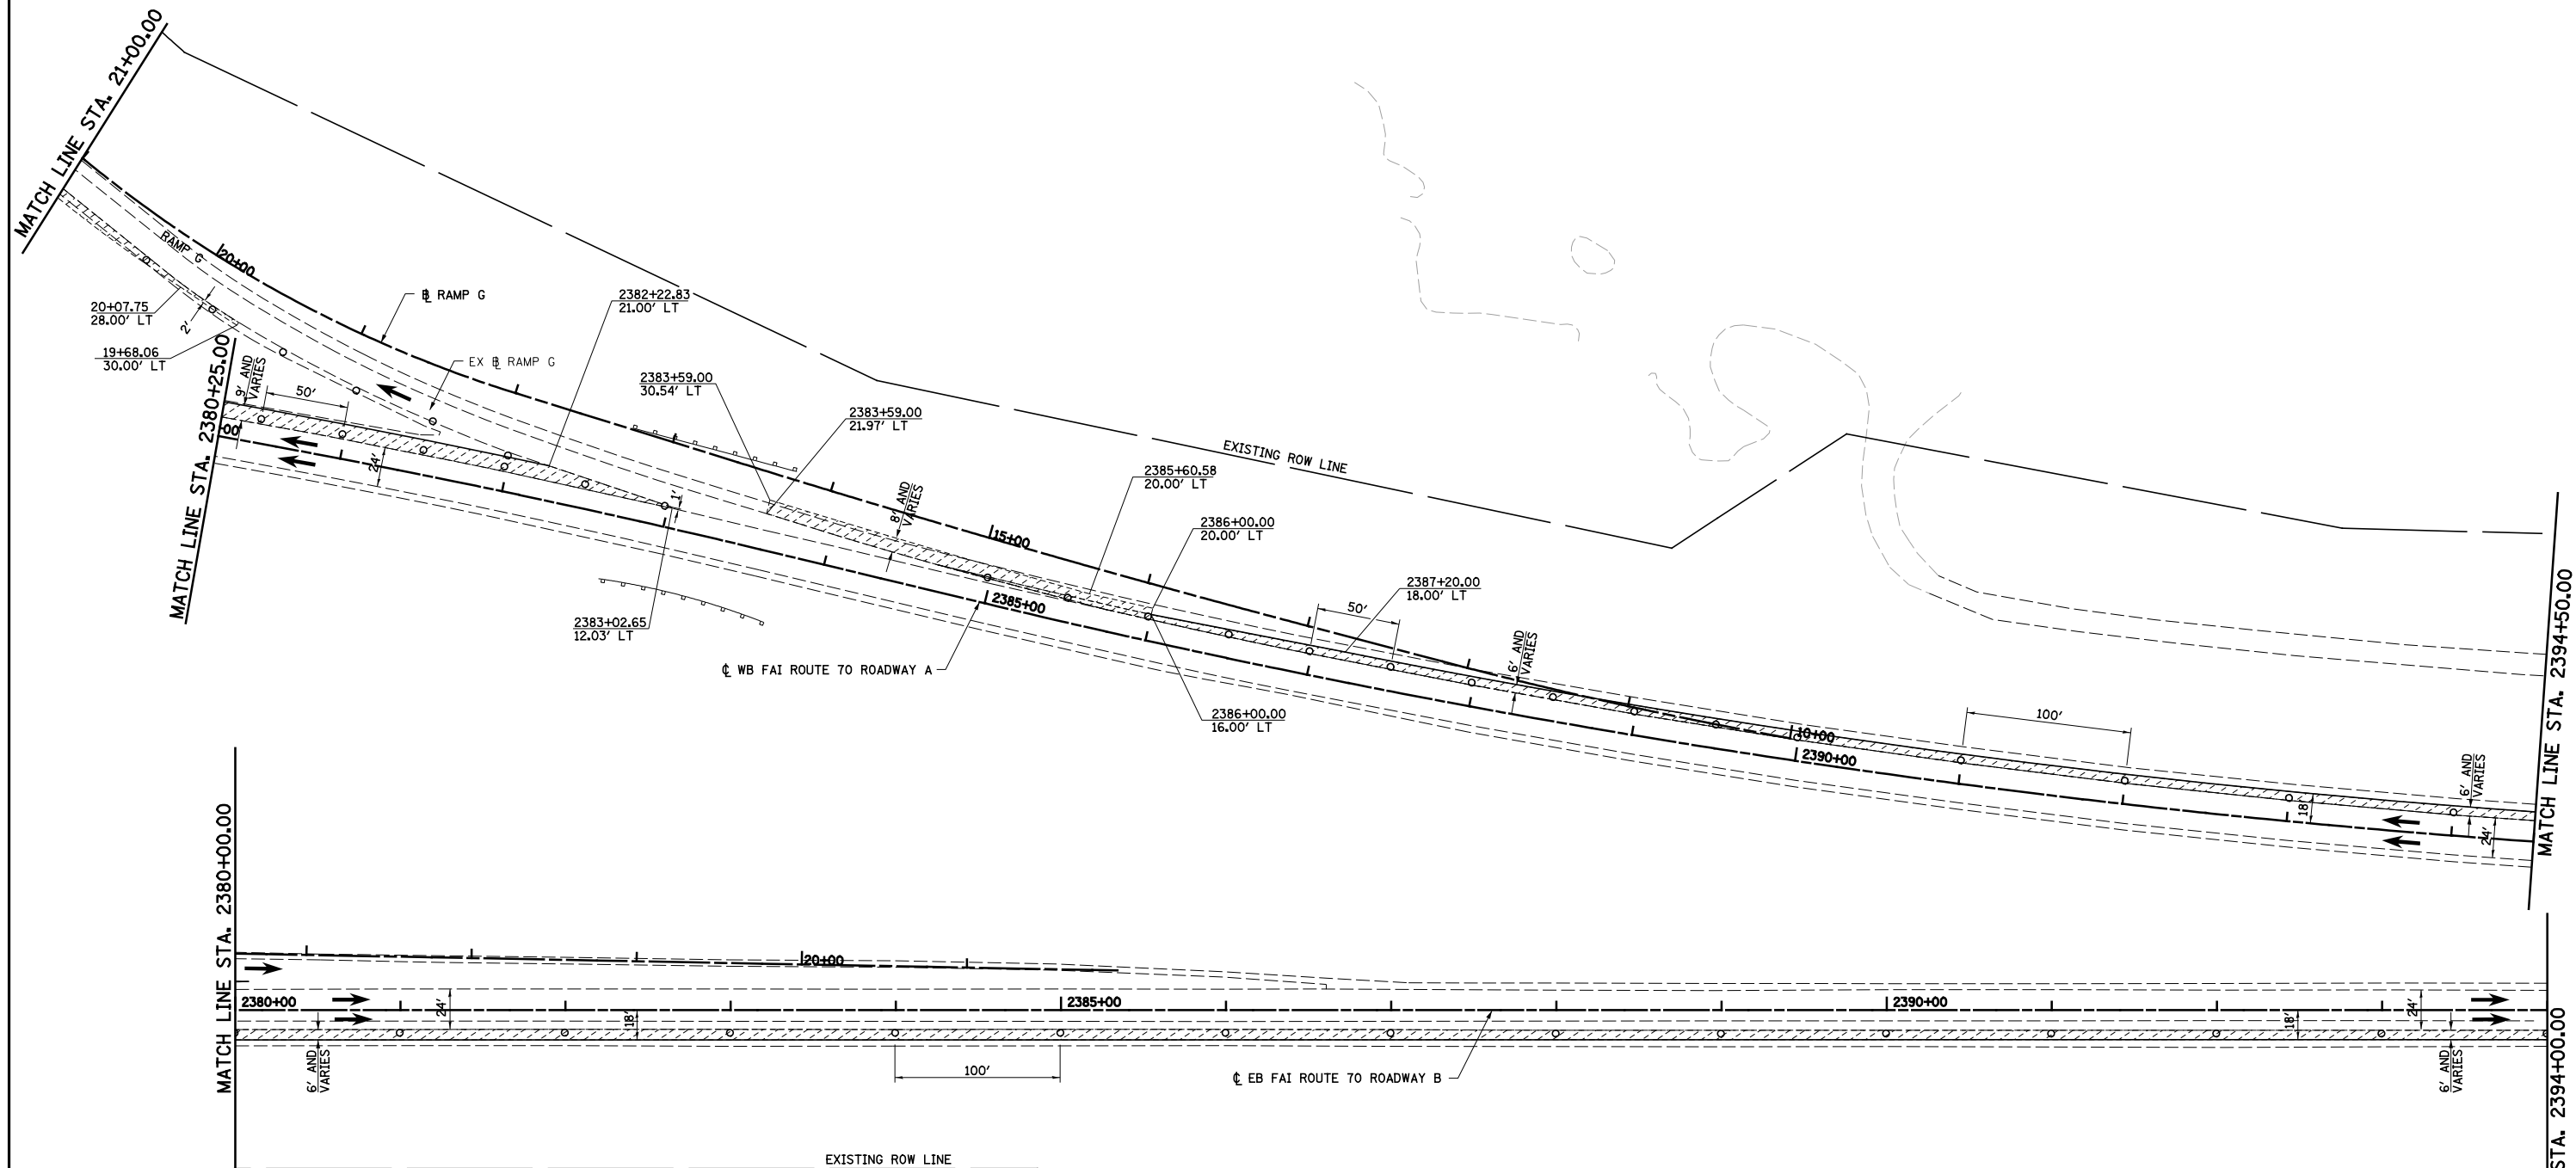 MATCH LINE STA. 21+00.00
RAMP G
20+00
℄ RAMP G
2382+22.83
21.00' LT
20+07.75
28.00' LT
2'
19+68.06
30.00' LT
EX ℄ RAMP G
MATCH LINE STA. 2380+25.00
9' AND
VARIES
50'
2383+59.00
30.54' LT
2383+59.00
21.97' LT
00
24'
1'
8' AND
VARIES
EXISTING ROW LINE
2385+60.58
20.00' LT
15+00
2386+00.00
20.00' LT
2385+00
2383+02.65
12.03' LT
50'
2387+20.00
18.00' LT
℄ WB FAI ROUTE 70 ROADWAY A
6' AND
VARIES
2386+00.00
16.00' LT
10+00
2390+00
100'
6' AND
VARIES
18'
24'
MATCH LINE STA. 2394+50.00
MATCH LINE STA. 2380+00.00
20+00
2380+00
24'
18'
2385+00
2390+00
18'
24'
6' AND
VARIES
100'
℄ EB FAI ROUTE 70 ROADWAY B
6' AND
VARIES
STA. 2394+00.00
EXISTING ROW LINE